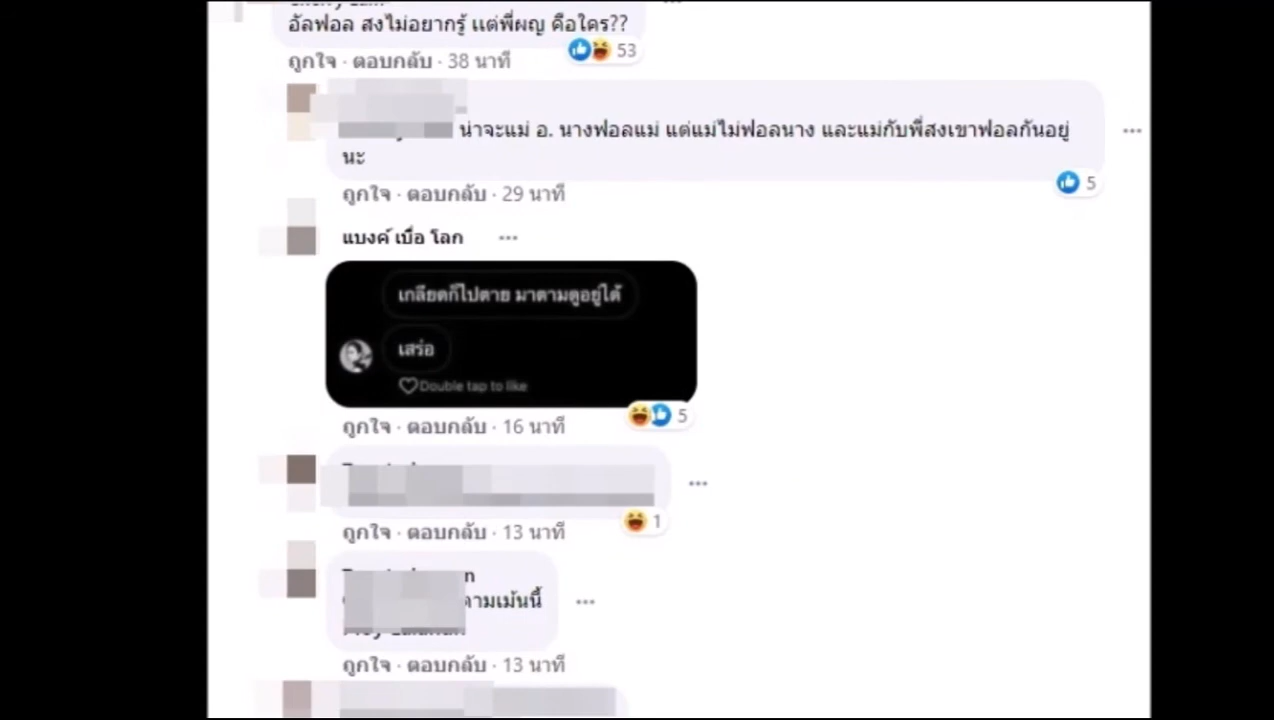 อัลฟอล สงไม่อยากรู้ แต่พี่ผญ คือใคร??
53
ถูกใจ · ตอบกลับ · 38 นาที
น่าจะแม่ อ. นางฟอลแม่ แต่แม่ไม่ฟอลนาง และแม่กับพี่สงเขาฟอลกันอยู่
นะ
5
ถูกใจ · ตอบกลับ · 29 นาที
แบงค์ เบื่อ โลก
เกลียดก็ไปตาย มาตามตูอยู่ได้
เสร่อ
Double tap to like
5
ถูกใจ · ตอบกลับ · 16 นาที
1
ถูกใจ · ตอบกลับ · 13 นาที
ตามเม้นนี้
ถูกใจ · ตอบกลับ · 13 นาที